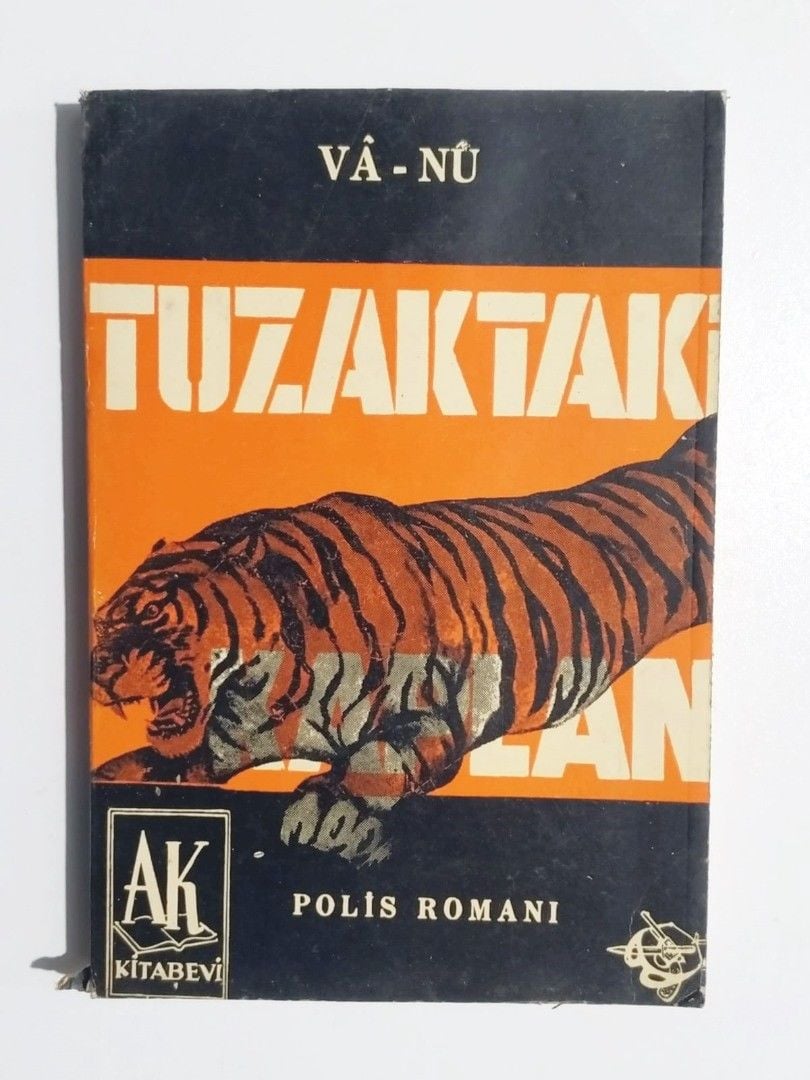 VÂ - NÛ
TUZAKTAKİ
KAPLAN
POLİS ROMANI
AK
KİTABEVİ